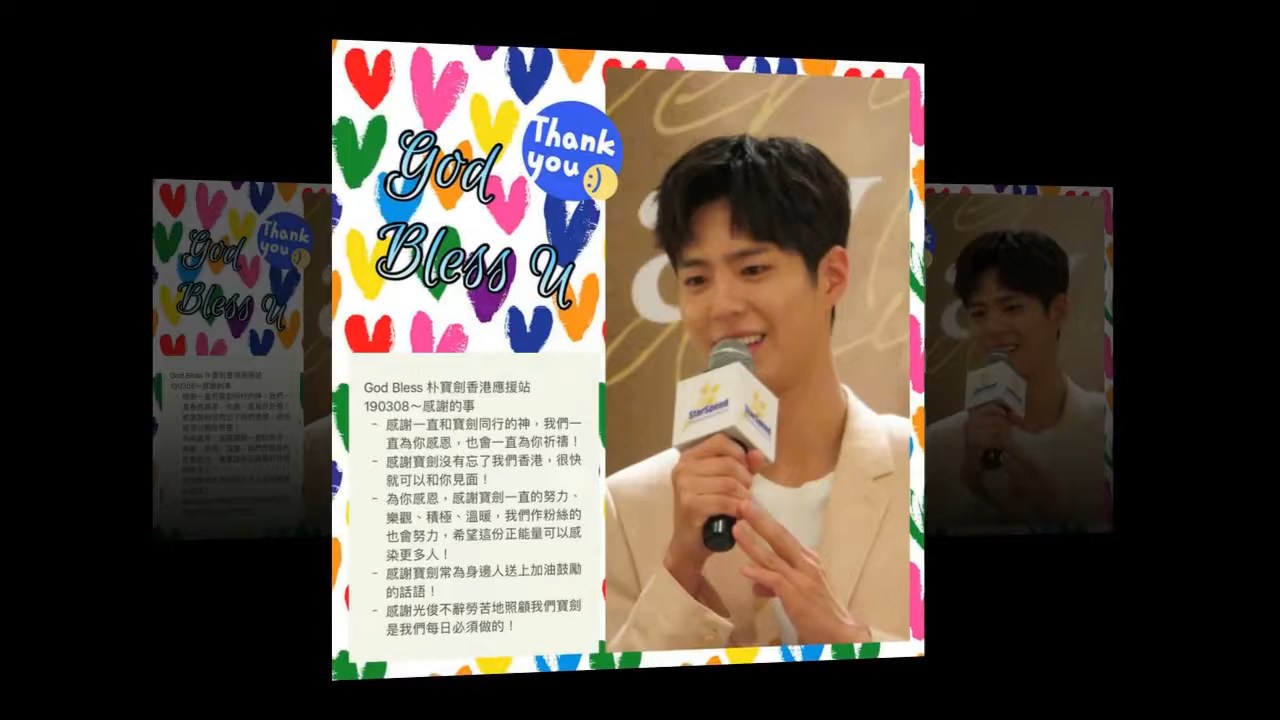 God
Bless U
Thank
you
God Bless 朴寶劍香港應援站
190308～感謝的事
- 感謝一直和寶劍同行的神，我們一
直為你感恩，也會一直為你祈禱！
- 感謝寶劍沒有忘了我們香港，很快
就可以和你見面！
- 為你感恩，感謝寶劍一直的努力、
樂觀、積極、溫暖，我們作粉絲的
也會努力，希望這份正能量可以感
染更多人！
- 感謝寶劍常為身邊人送上加油鼓勵
的話語！
- 感謝光俊不辭勞苦地照顧我們寶劍
是我們每日必須做的！
StarSpend
StarSpend